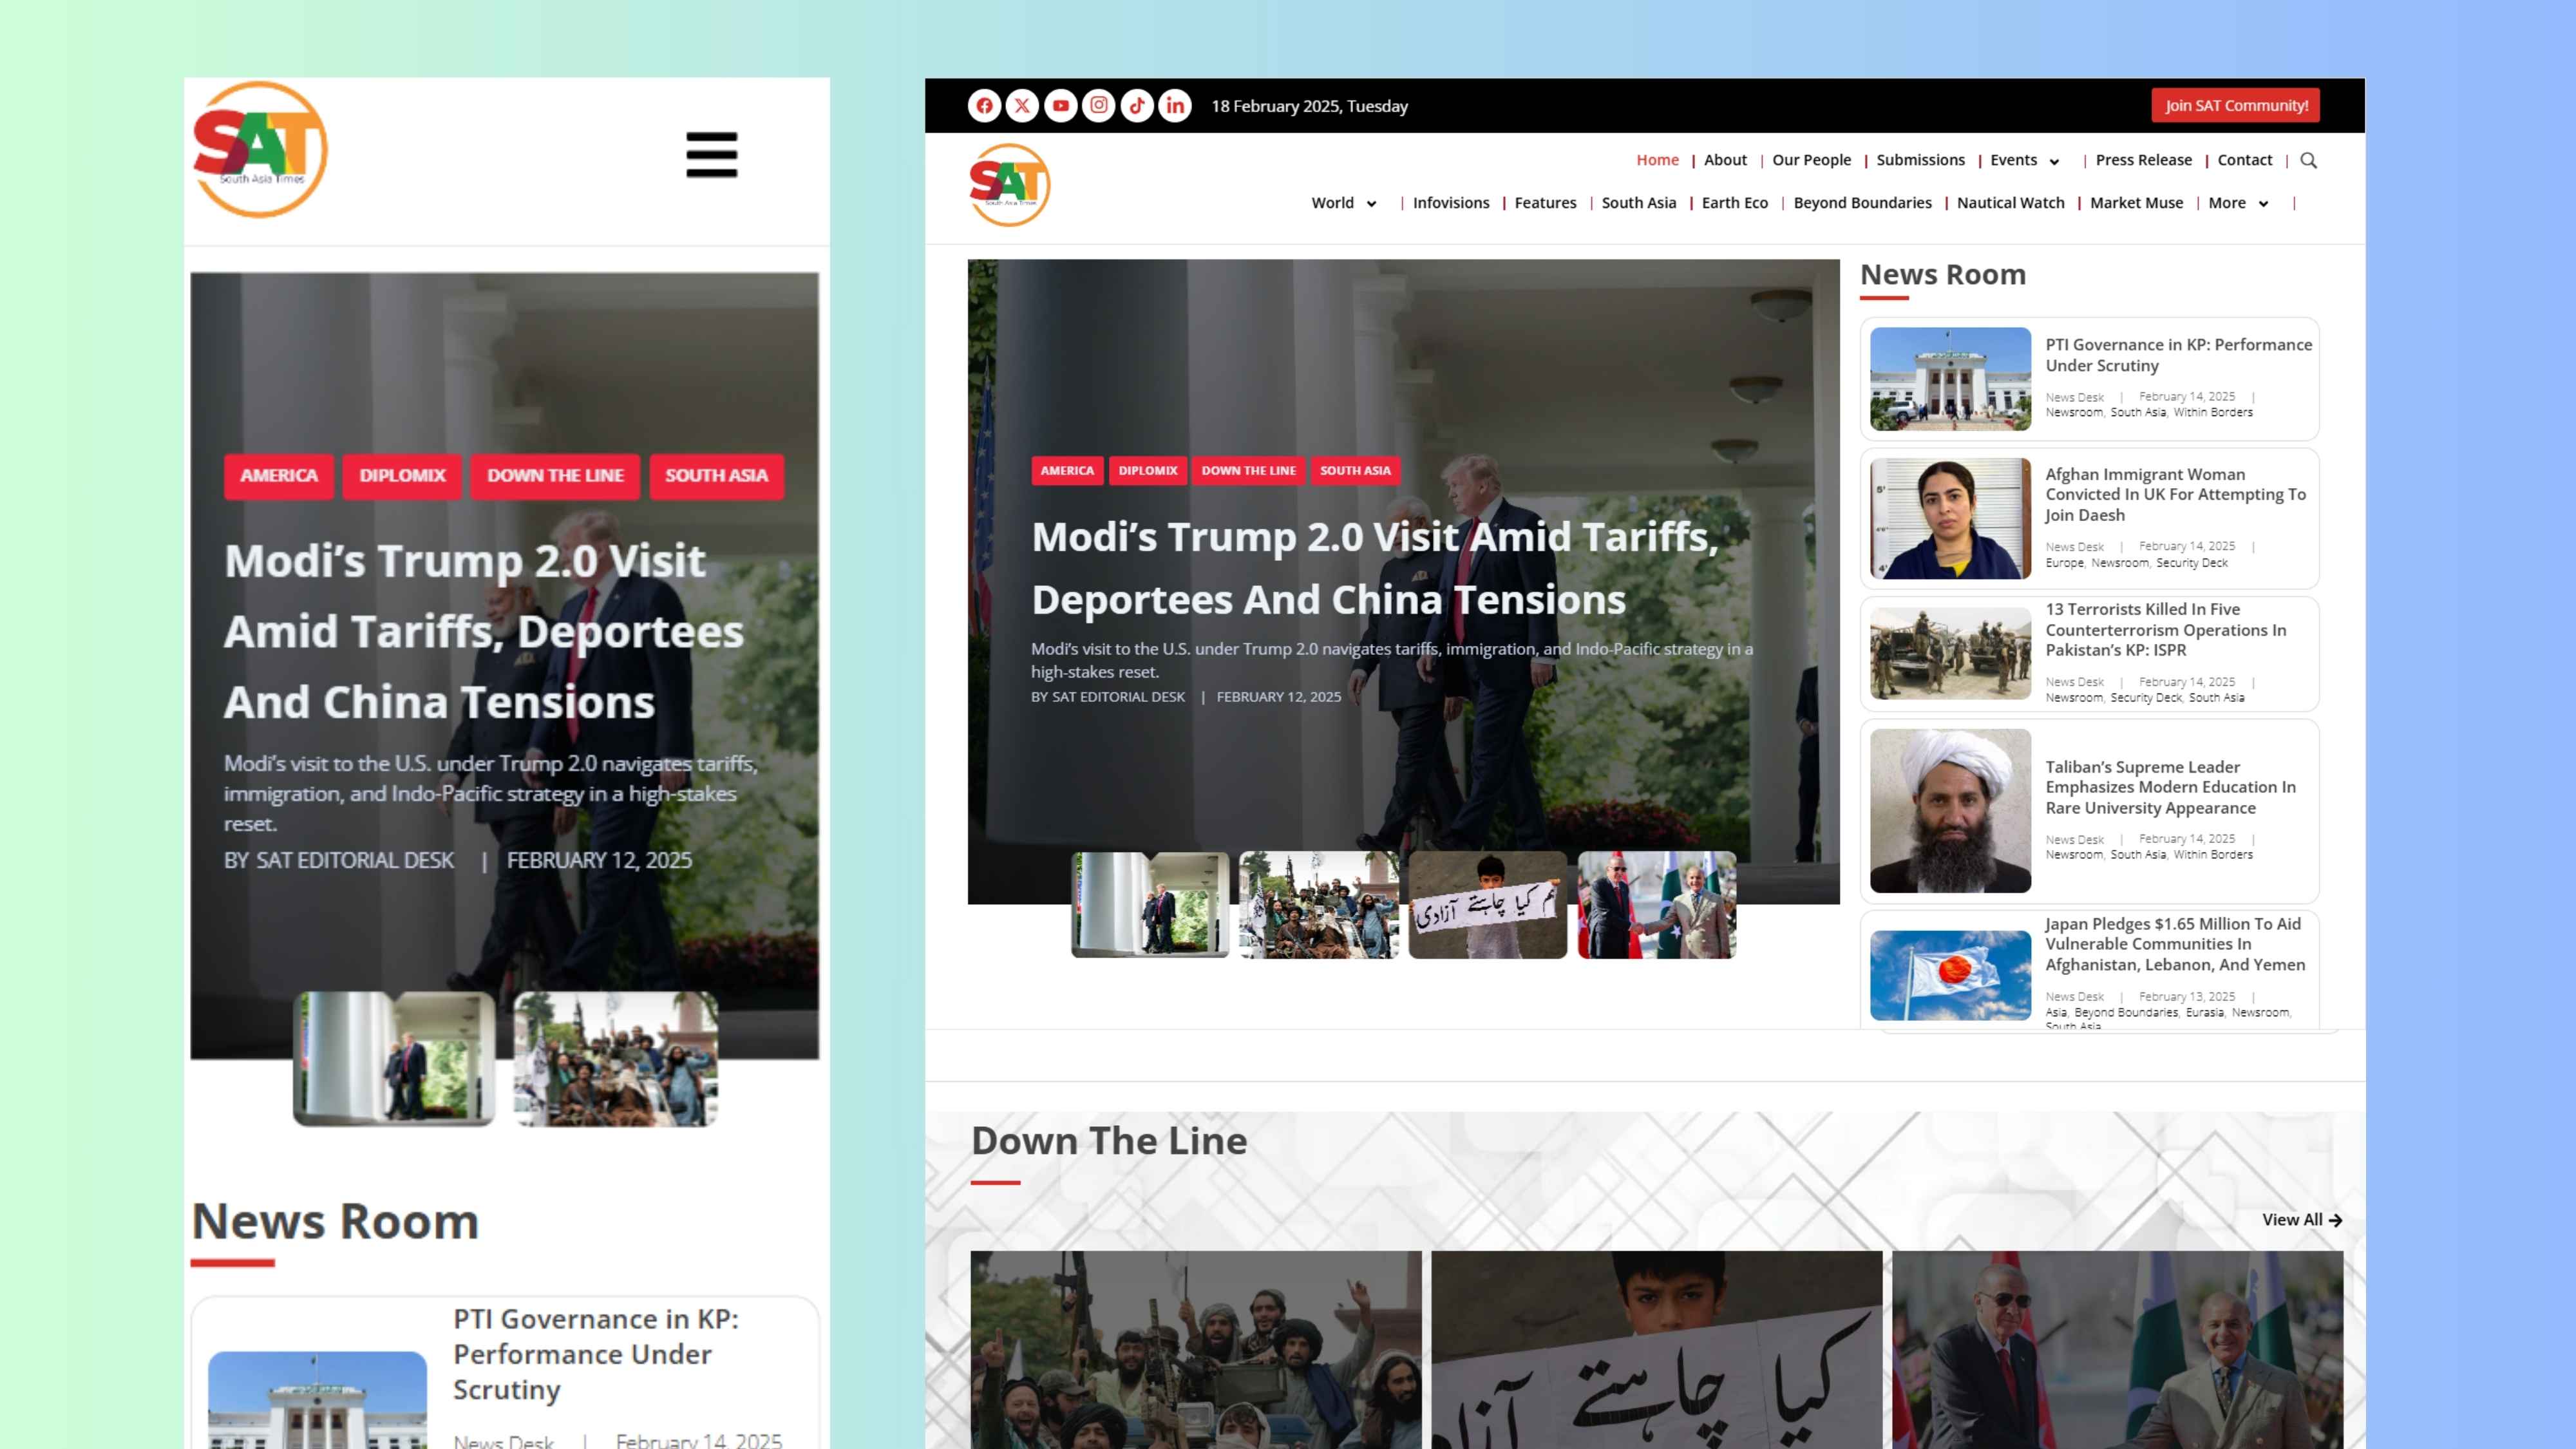 SAT
South Asia Times
AMERICA DIPLOMIX DOWN THE LINE SOUTH ASIA
Modi’s Trump 2.0 Visit
Amid Tariffs, Deportees
And China Tensions
Modi’s visit to the U.S. under Trump 2.0 navigates tariffs,
immigration, and Indo-Pacific strategy in a high-stakes
reset.
BY SAT EDITORIAL DESK | FEBRUARY 12, 2025
News Room
PTI Governance in KP:
Performance Under
Scrutiny
News Desk | February 14, 2025
18 February 2025, Tuesday
Join SAT Community!
SAT
South Asia Times
Home | About | Our People | Submissions | Events | Press Release | Contact |
World | Infovisions | Features | South Asia | Earth Eco | Beyond Boundaries | Nautical Watch | Market Muse | More |
AMERICA DIPLOMIX DOWN THE LINE SOUTH ASIA
Modi’s Trump 2.0 Visit Amid Tariffs,
Deportees And China Tensions
Modi’s visit to the U.S. under Trump 2.0 navigates tariffs, immigration, and Indo-Pacific strategy in a
high-stakes reset.
BY SAT EDITORIAL DESK | FEBRUARY 12, 2025
ہم کیا چاہتے آزادی
News Room
PTI Governance in KP: Performance
Under Scrutiny
News Desk | February 14, 2025 |
Newsroom, South Asia, Within Borders
5'
4'6"
4'
Afghan Immigrant Woman
Convicted In UK For Attempting To
Join Daesh
News Desk | February 14, 2025 |
Europe, Newsroom, Security Deck
13 Terrorists Killed In Five
Counterterrorism Operations In
Pakistan’s KP: ISPR
News Desk | February 14, 2025 |
Newsroom, Security Deck, South Asia
Taliban’s Supreme Leader
Emphasizes Modern Education In
Rare University Appearance
News Desk | February 14, 2025 |
Newsroom, South Asia, Within Borders
Japan Pledges $1.65 Million To Aid
Vulnerable Communities In
Afghanistan, Lebanon, And Yemen
News Desk | February 13, 2025 |
Asia, Beyond Boundaries, Eurasia, Newsroom,
South Asia
Down The Line
View All
کیا چاہتے آزاد